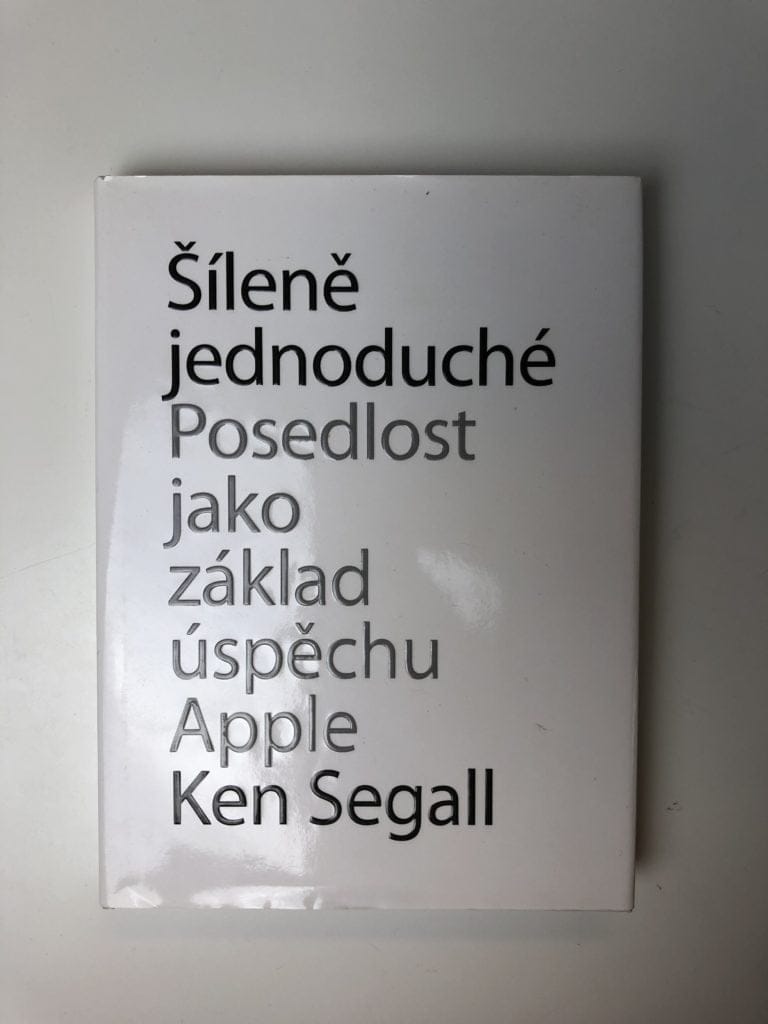 Šíleně
jednoduché
Posedlost
jako
základ
úspěchu
Apple
Ken Segall